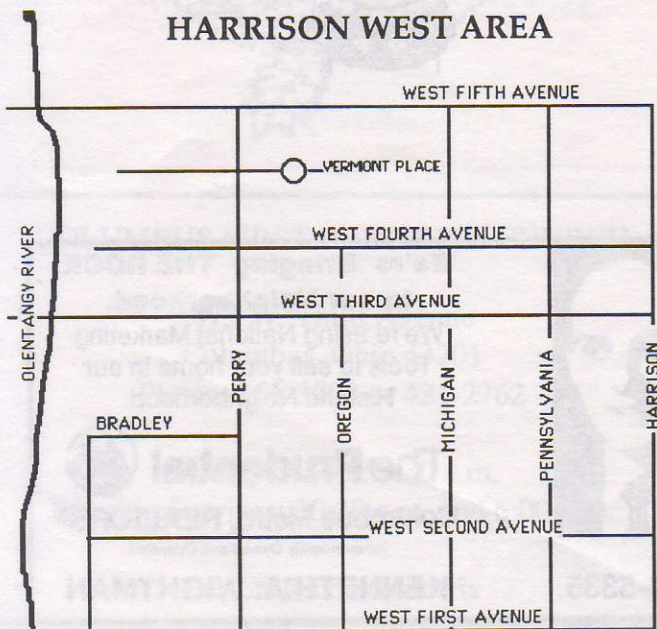 HARRISON WEST AREA
WEST FIFTH AVENUE
VERMONT PLACE
WEST FOURTH AVENUE
WEST THIRD AVENUE
OLENTANGY RIVER
PERRY
OREGON
MICHIGAN
PENNSYLVANIA
HARRISON
BRADLEY
WEST SECOND AVENUE
WEST FIRST AVENUE